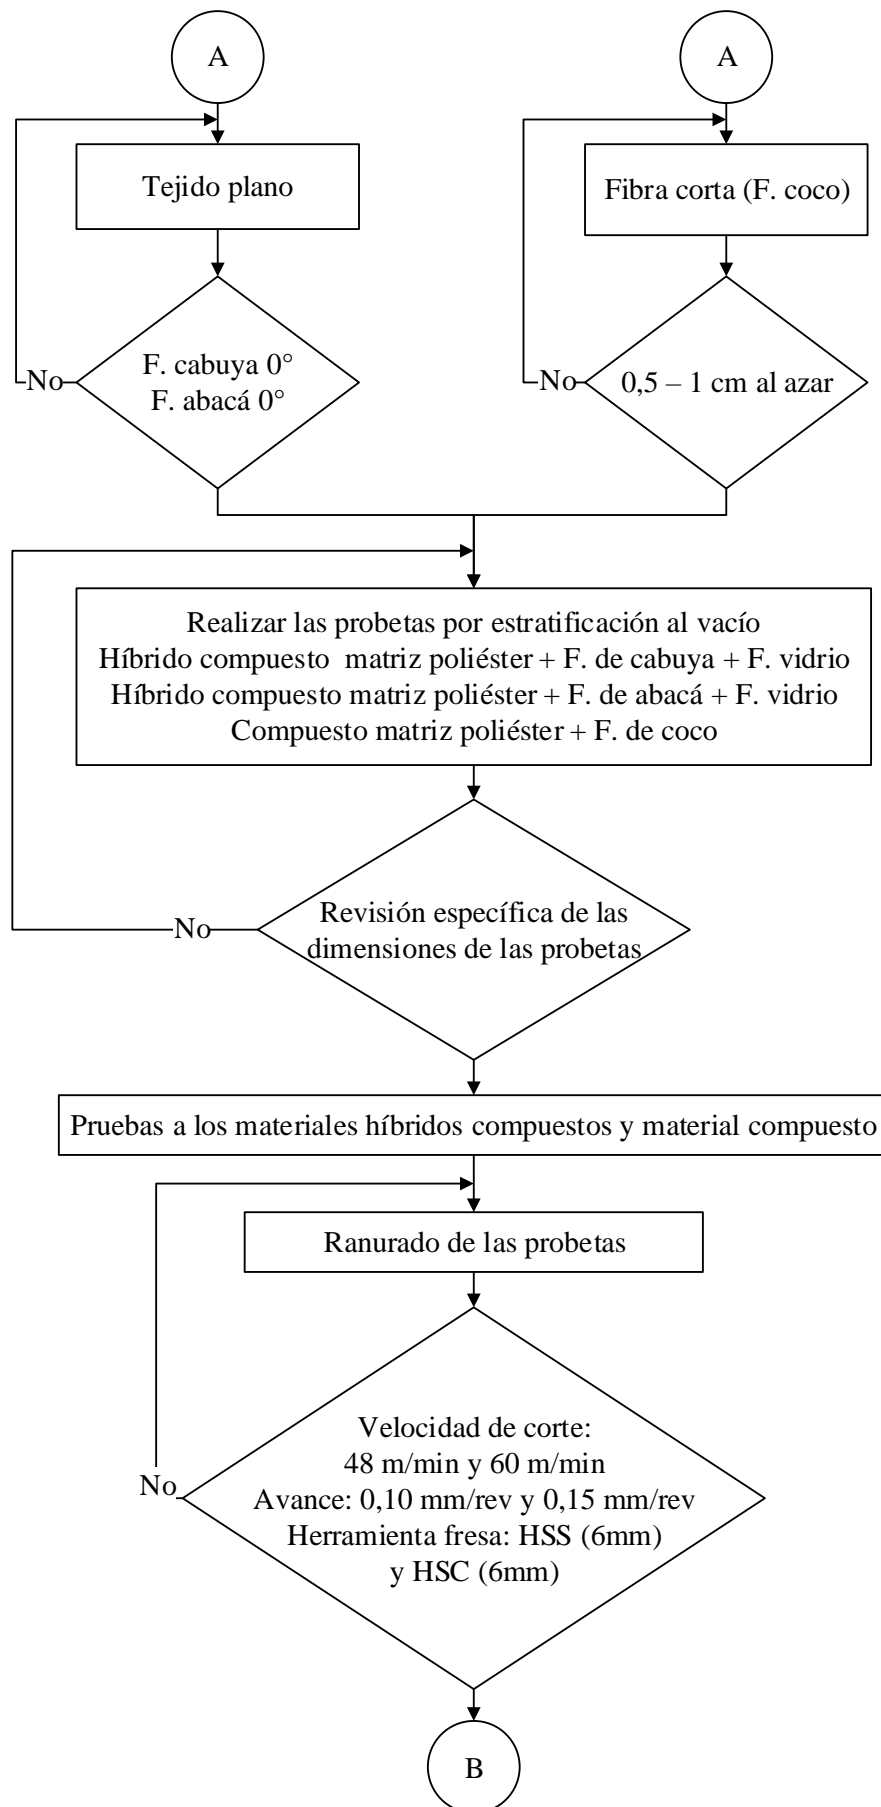 A
A
Tejido plano
Fibra corta (F. coco)
F. cabuya 0°
F. abacá 0°
No
0,5 – 1 cm al azar
No
Realizar las probetas por estratificación al vacío
Híbrido compuesto matriz poliéster + F. de cabuya + F. vidrio
Híbrido compuesto matriz poliéster + F. de abacá + F. vidrio
Compuesto matriz poliéster + F. de coco
Revisión específica de las
dimensiones de las probetas
No
Pruebas a los materiales híbridos compuestos y material compuesto
Ranurado de las probetas
Velocidad de corte:
48 m/min y 60 m/min
Avance: 0,10 mm/rev y 0,15 mm/rev
Herramienta fresa: HSS (6mm)
y HSC (6mm)
No
B